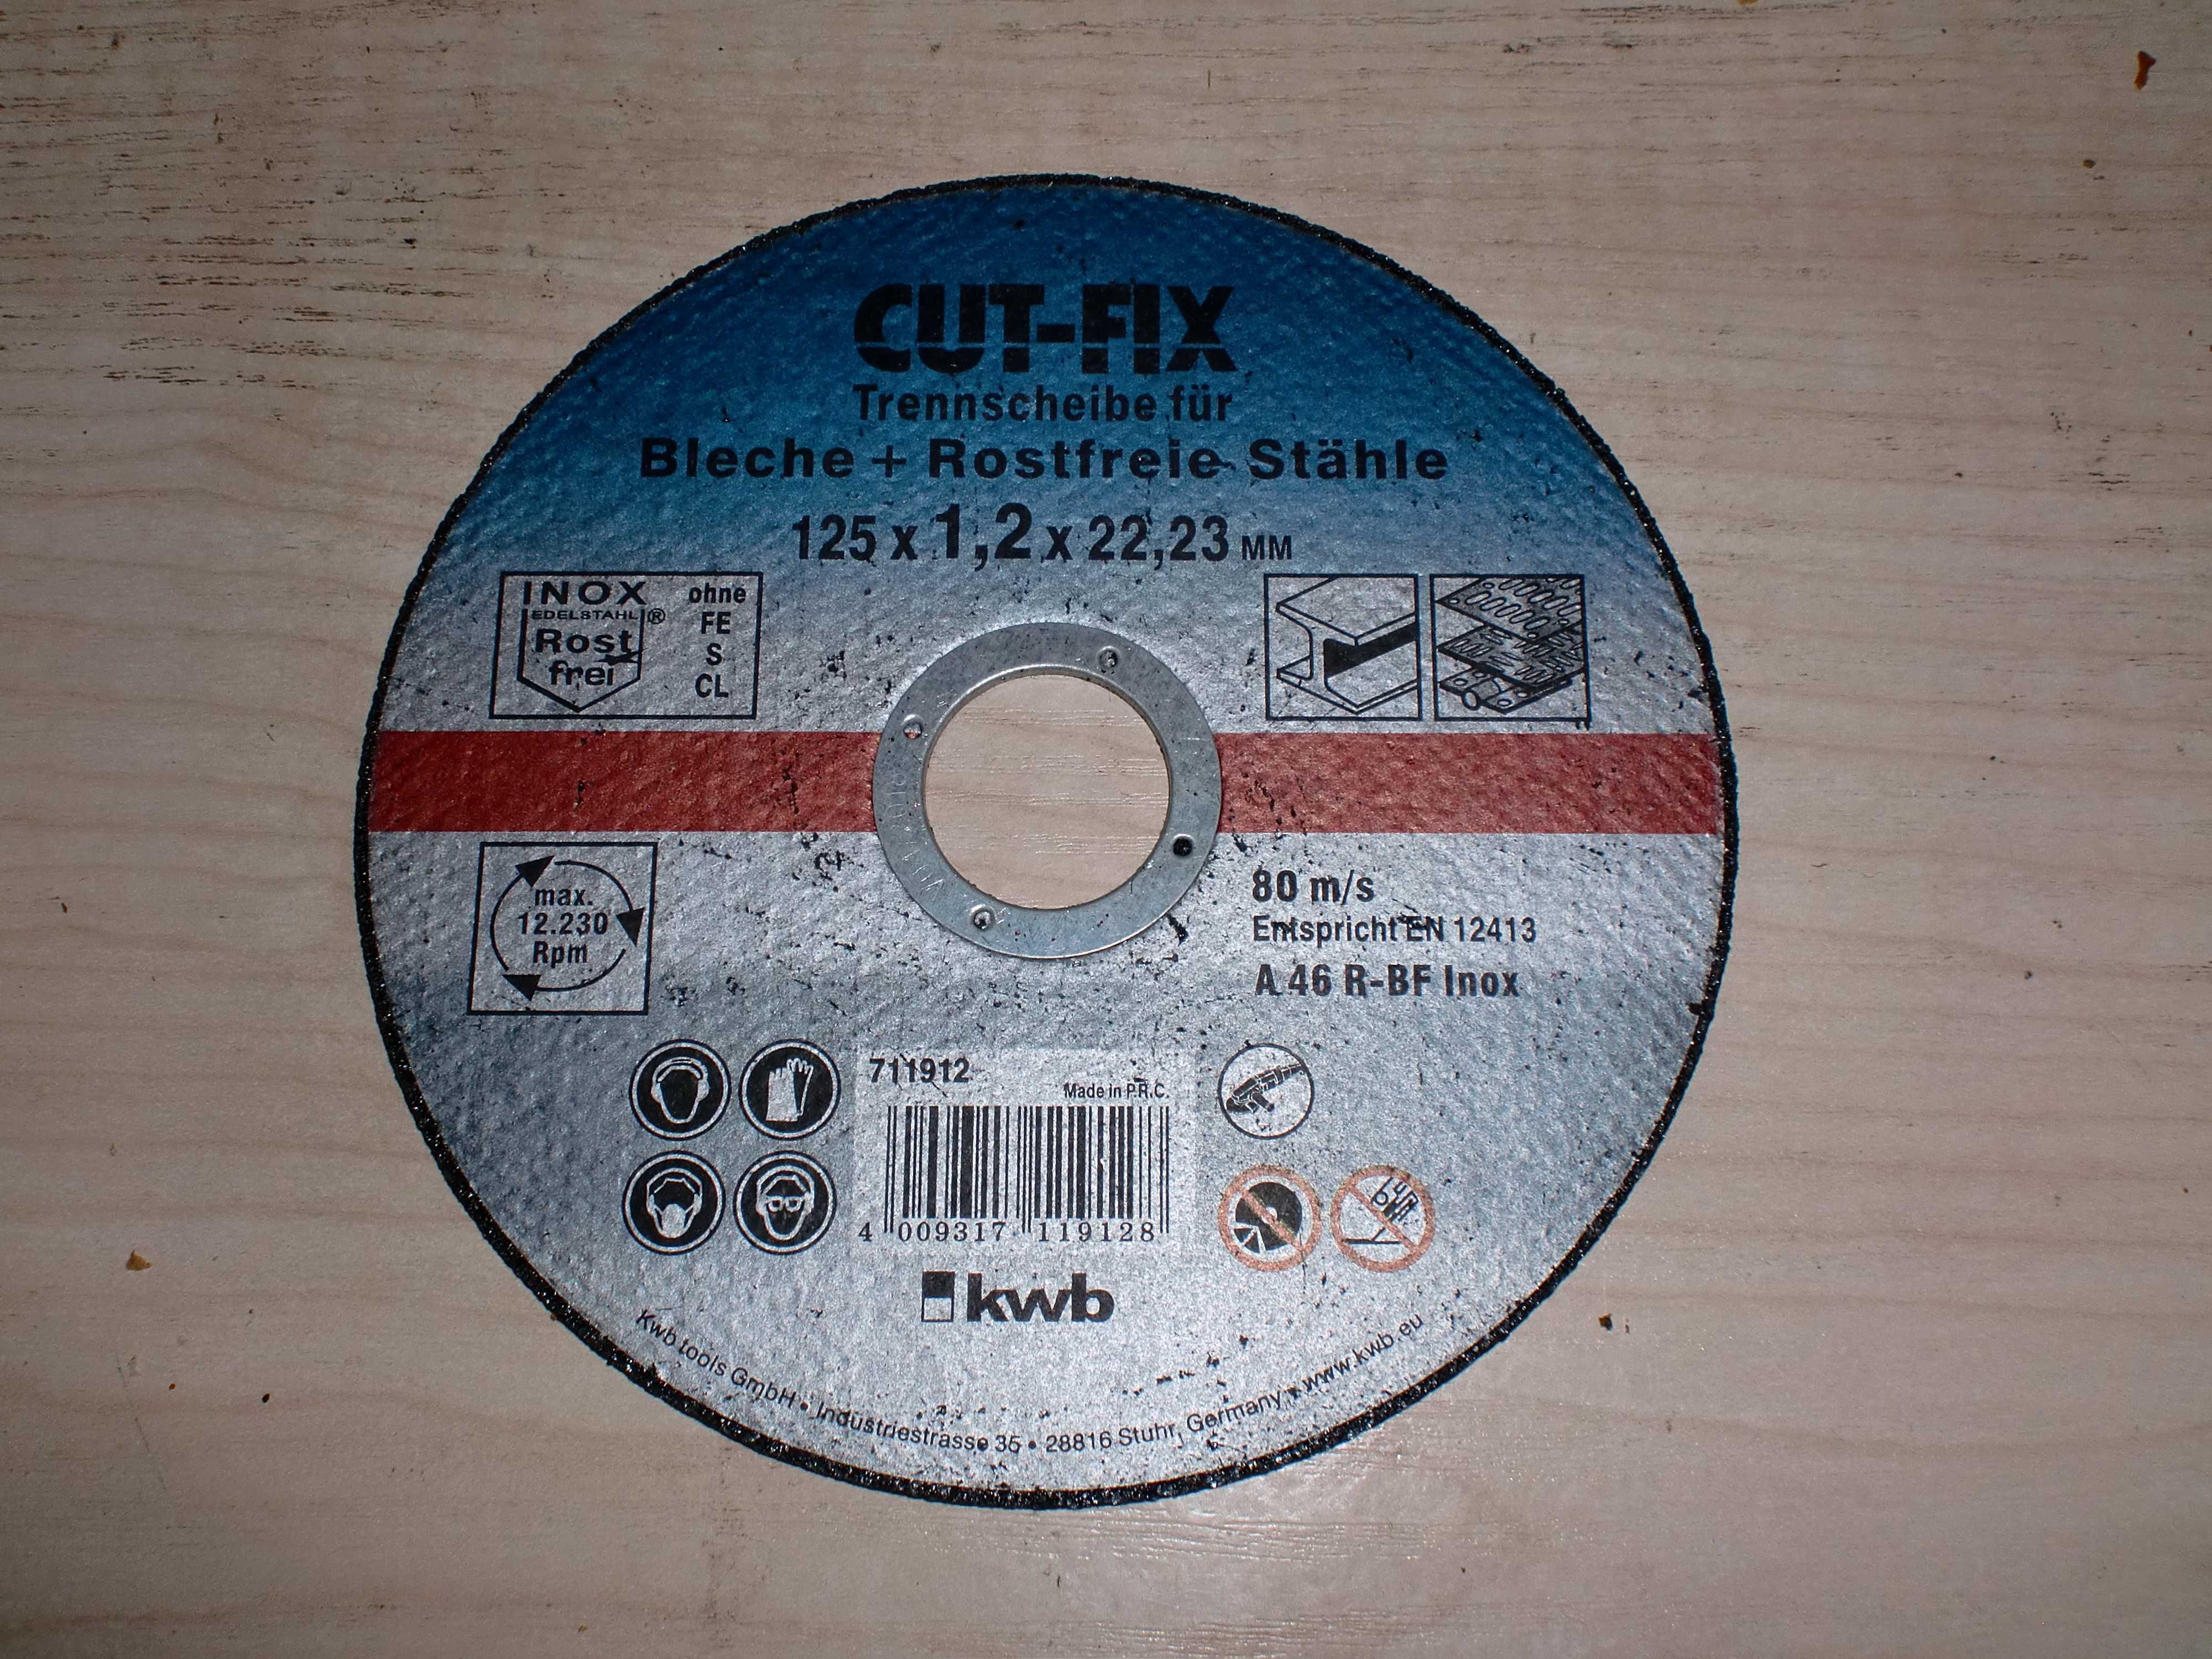 CUT-FIX
Trennscheibe für
Bleche + Rostfreie Stähle
125 x 1,2 x 22,23 MM
INOX
EDELSTAHL®
Rost
frei
ohne
FE
S
CL
max.
12.230
Rpm
80 m/s
Entspricht EN 12413
A 46 R-BF Inox
711912
Made in P.R.C.
4 009317 119128
kwb
Kwb tools GmbH • Industriestrasse 35 • 28816 Stuhr, Germany • www.kwb.eu